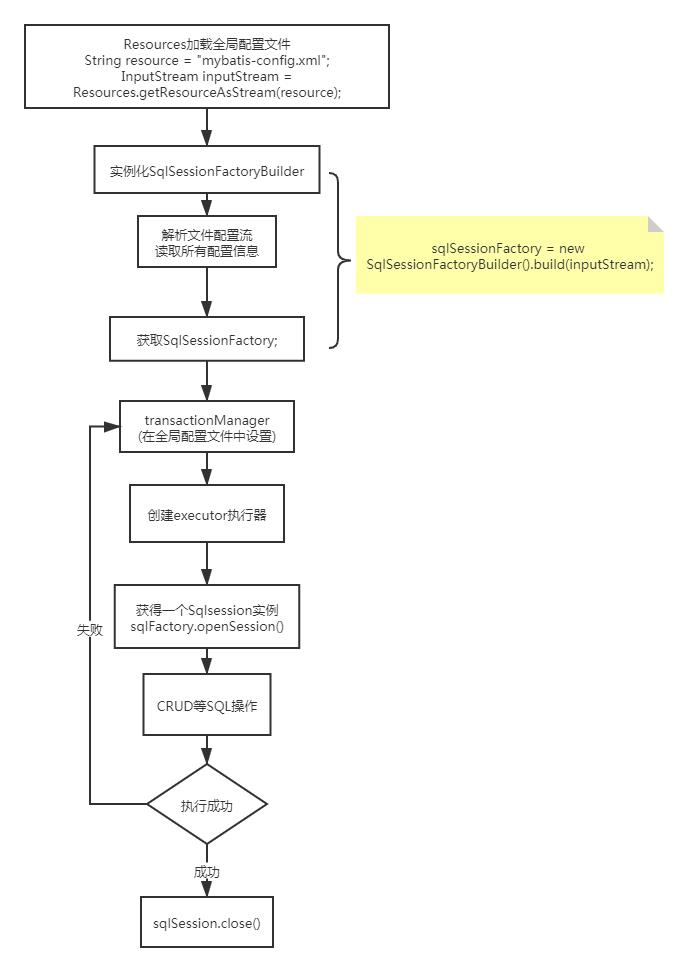 Resources加载全局配置文件
String resource = "mybatis-config.xml";
InputStream inputStream =
Resources.getResourceAsStream(resource);
实例化SqlSessionFactoryBuilder
解析文件配置流
读取所有配置信息
sqlSessionFactory = new
SqlSessionFactoryBuilder().build(inputStream);
获取SqlSessionFactory;
transactionManager
(在全局配置文件中设置)
创建executor执行器
获得一个Sqlsession实例
sqlFactory.openSession()
失败
CRUD等SQL操作
执行成功
成功
sqlSession.close()